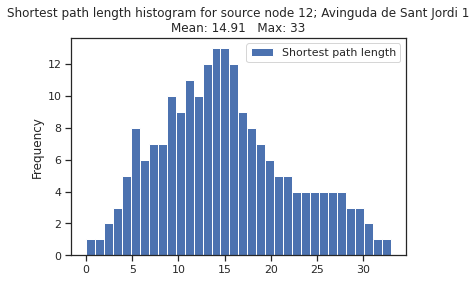 Shortest path length histogram for source node 12; Avinguda de Sant Jordi 1
Mean: 14.91   Max: 33
Shortest path length
Frequency
12
10
8
6
4
2
0
0 5 10 15 20 25 30